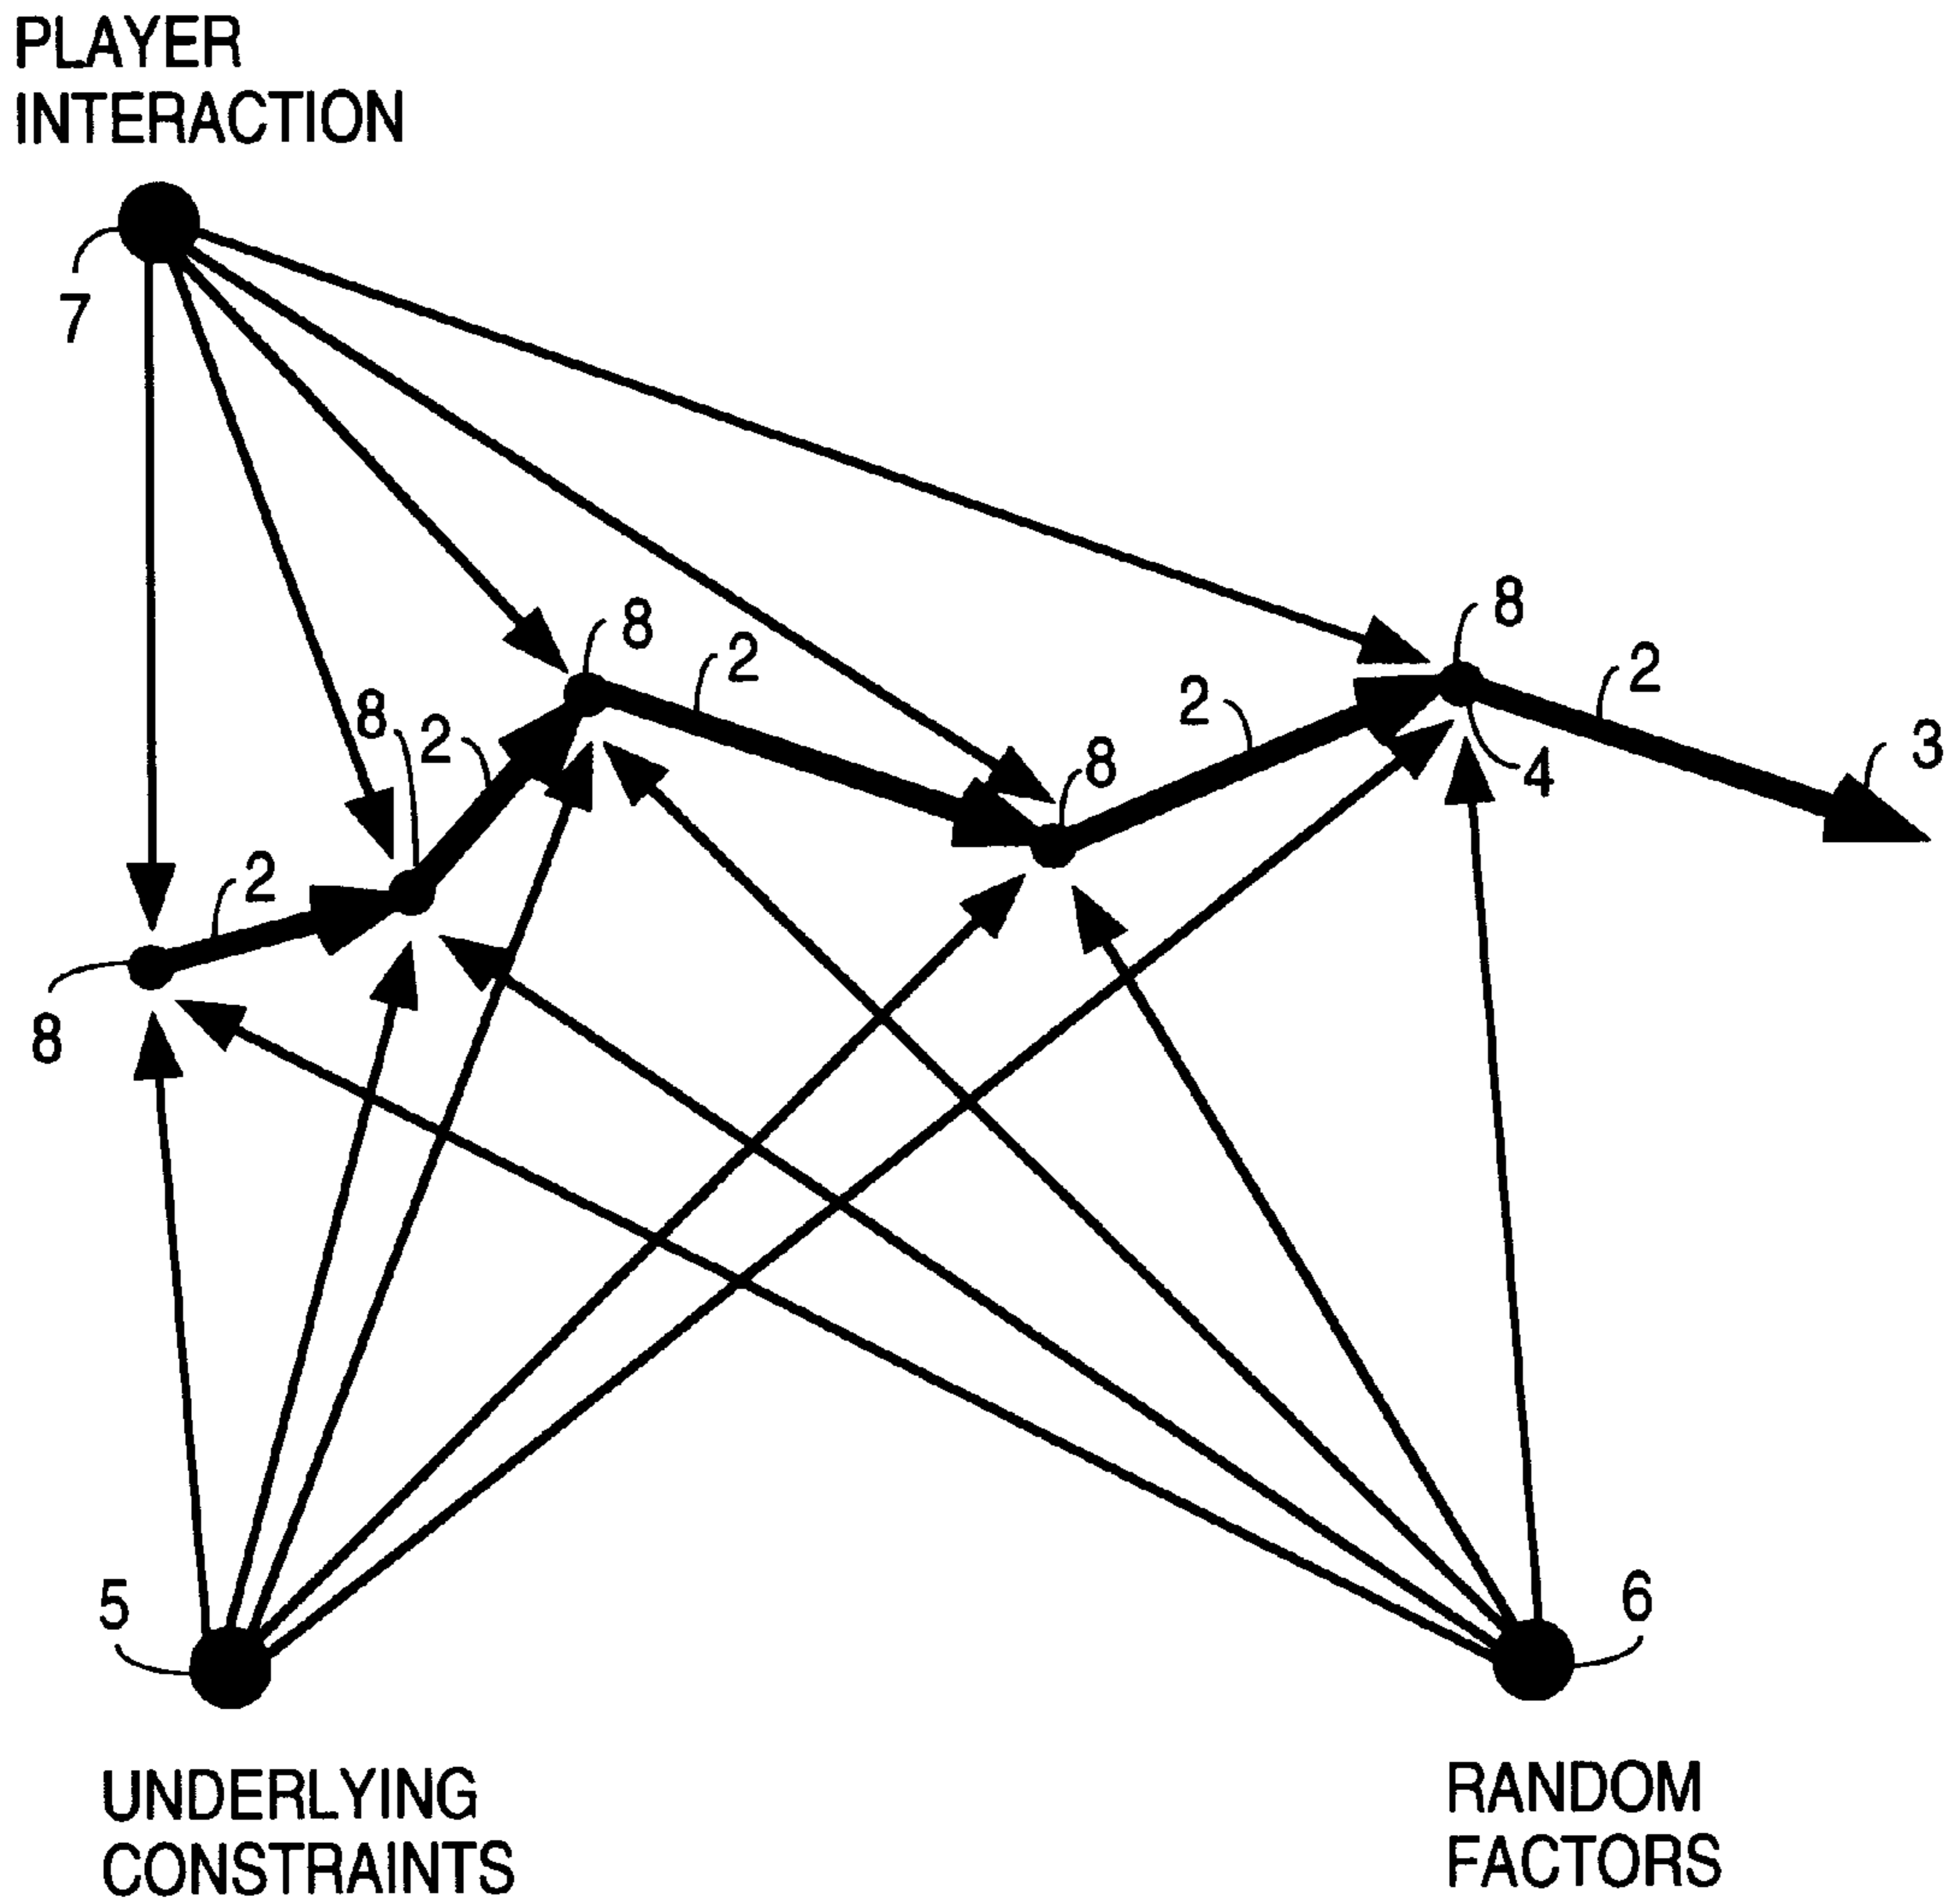 PLAYER
INTERACTION
7
8
2
8
2
8
2
8
2
8
4
2
3
2
8
5
6
UNDERLYING
CONSTRAINTS
RANDOM
FACTORS